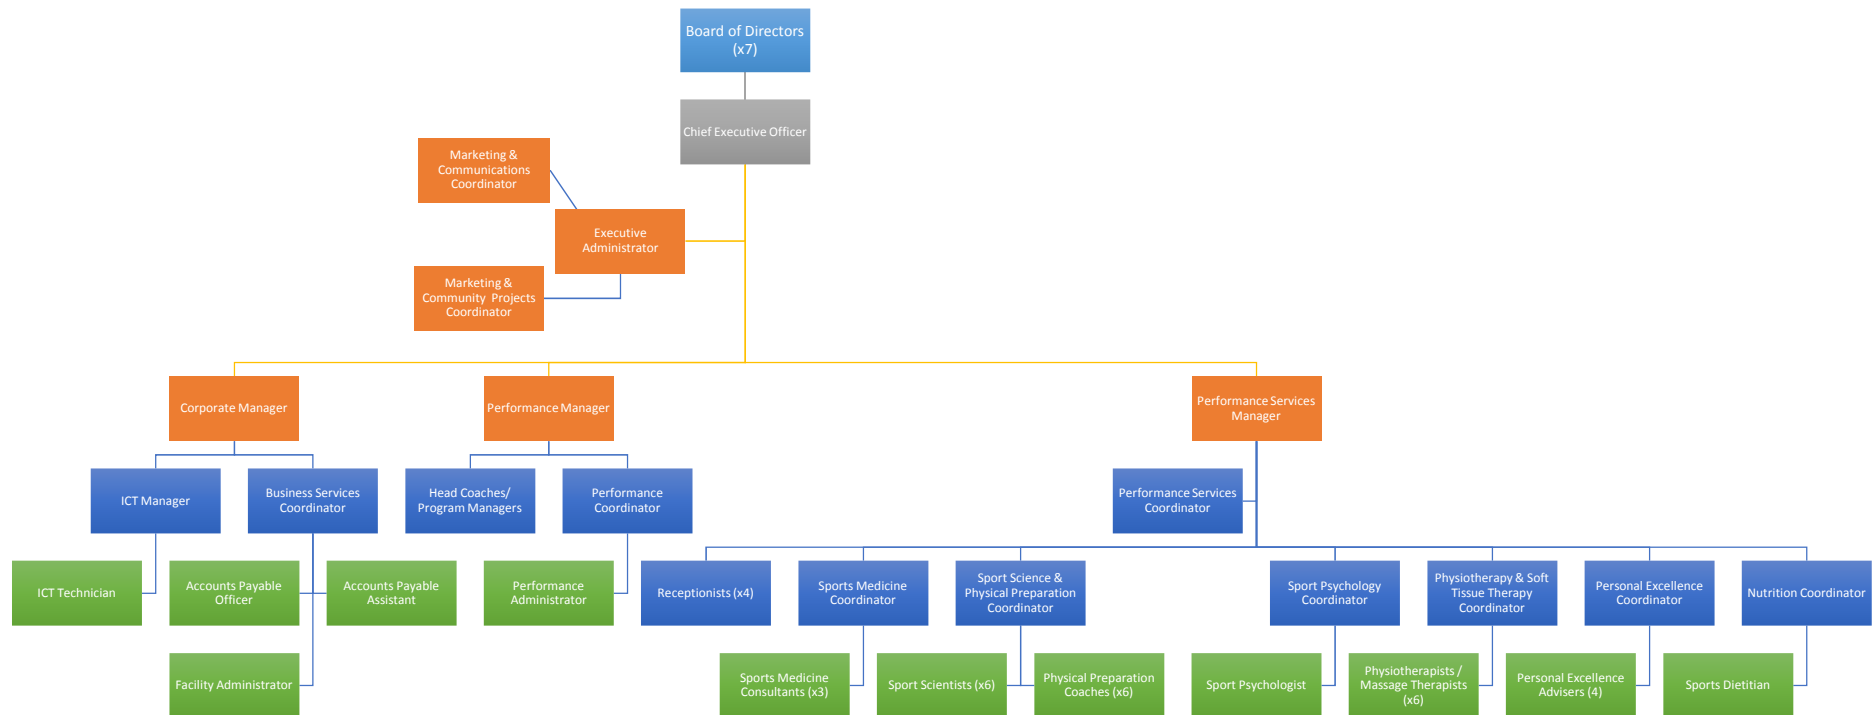 Board of Directors
(x7)
Chief Executive Officer
Marketing &
Communications
Coordinator
Executive
Administrator
Marketing &
Community Projects
Coordinator
Corporate Manager
Performance Manager
Performance Services
Manager
ICT Manager
Business Services
Coordinator
Head Coaches/
Program Managers
Performance
Coordinator
Performance Services
Coordinator
ICT Technician
Accounts Payable
Officer
Accounts Payable
Assistant
Performance
Administrator
Receptionists (x4)
Sports Medicine
Coordinator
Sport Science &
Physical Preparation
Coordinator
Sport Psychology
Coordinator
Physiotherapy & Soft
Tissue Therapy
Coordinator
Personal Excellence
Coordinator
Nutrition Coordinator
Facility Administrator
Sports Medicine
Consultants (x3)
Sport Scientists (x6)
Physical Preparation
Coaches (x6)
Sport Psychologist
Physiotherapists /
Massage Therapists
(x6)
Personal Excellence
Advisers (4)
Sports Dietitian